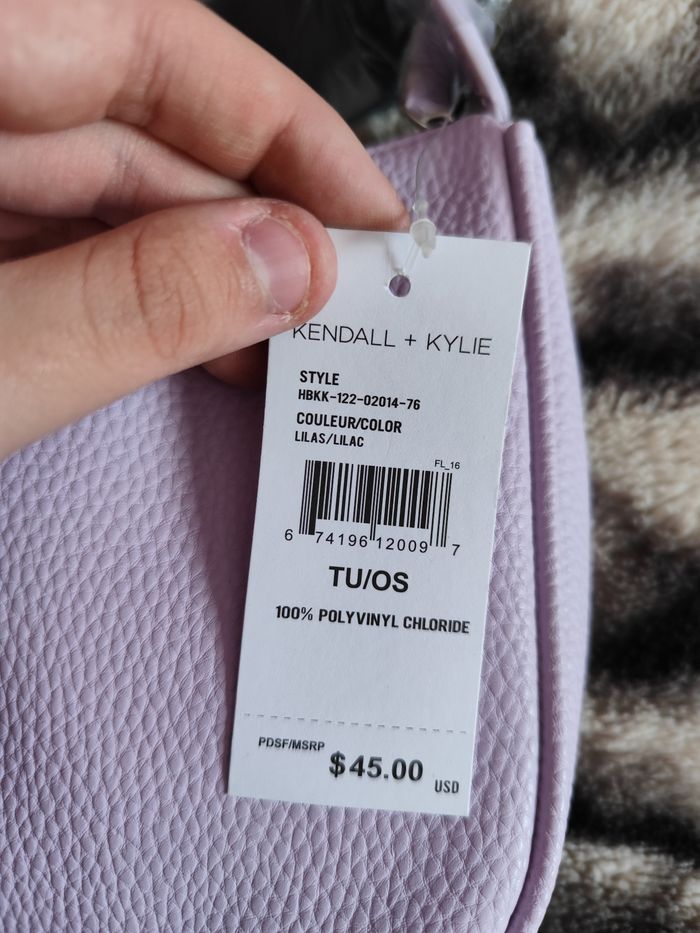 KENDALL + KYLIE
STYLE
HBKK-122-02014-76
COULEUR/COLOR
LILAS/LILAC
FL_16
6 74196 12009 7
TU/OS
100% POLYVINYL CHLORIDE
PDSF/MSRP $45.00 USD